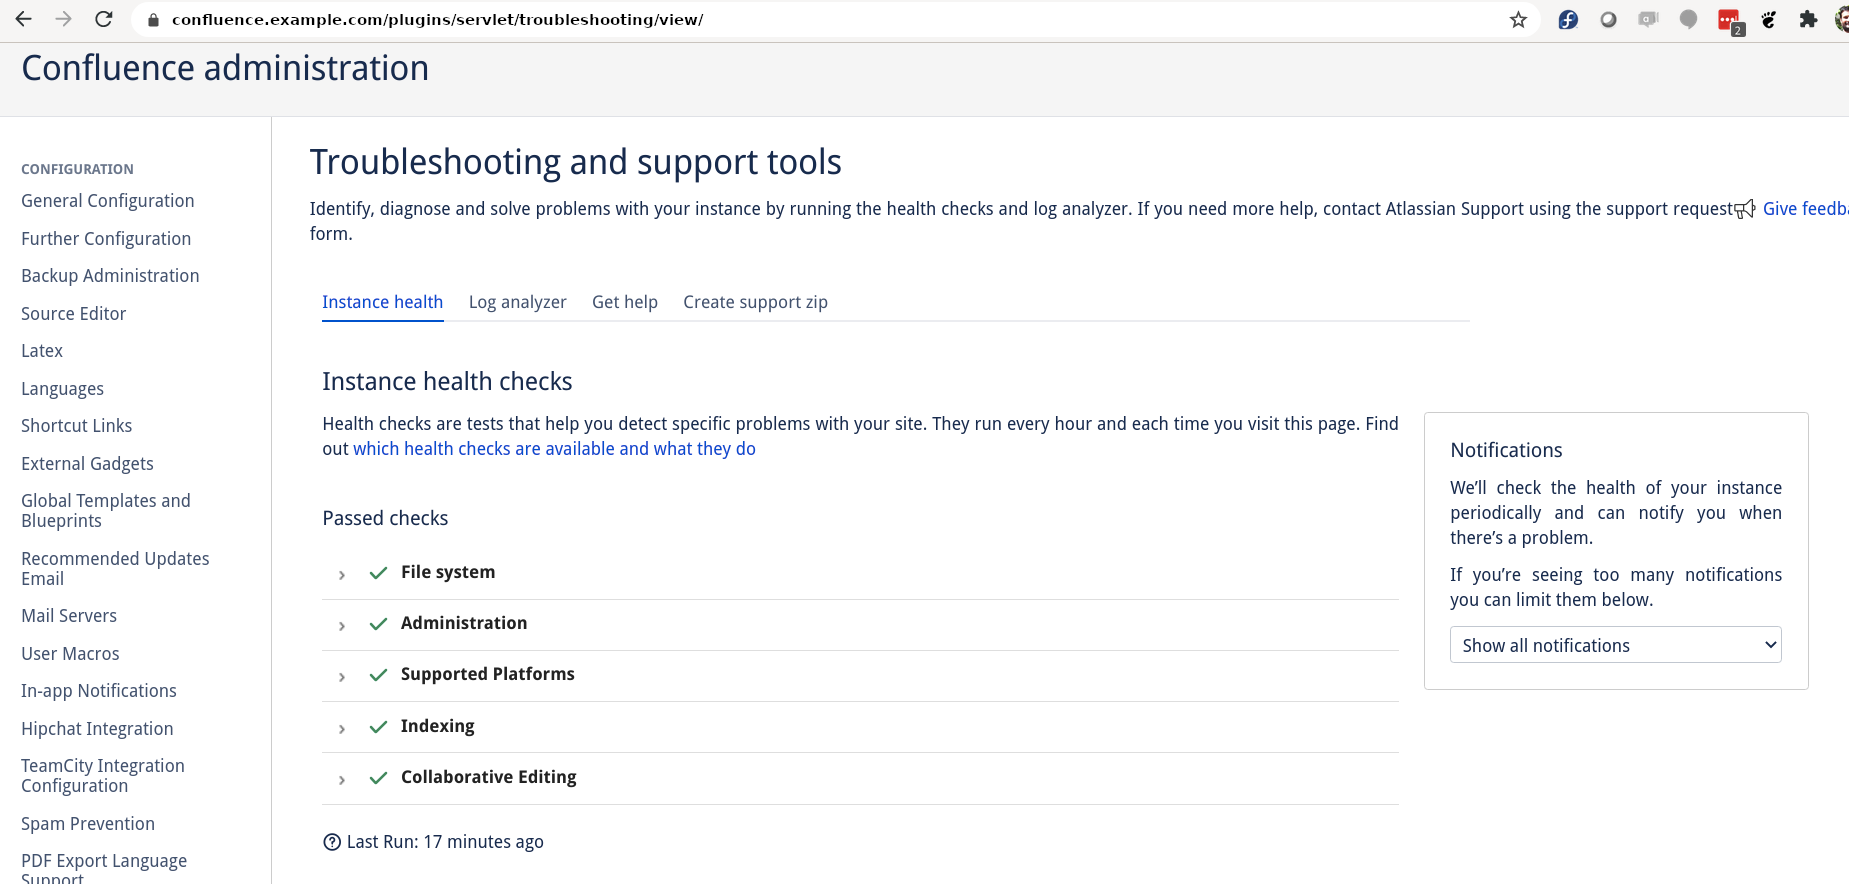 confluence.example.com/plugins/servlet/troubleshooting/view/
2
Confluence administration
CONFIGURATION
General Configuration
Further Configuration
Backup Administration
Source Editor
Latex
Languages
Shortcut Links
External Gadgets
Global Templates and
Blueprints
Recommended Updates
Email
Mail Servers
User Macros
In-app Notifications
Hipchat Integration
TeamCity Integration
Configuration
Spam Prevention
PDF Export Language
Support
Troubleshooting and support tools
Identify, diagnose and solve problems with your instance by running the health checks and log analyzer. If you need more help, contact Atlassian Support using the support request
form.
Give feedba
Instance health Log analyzer Get help Create support zip
Instance health checks
Health checks are tests that help you detect specific problems with your site. They run every hour and each time you visit this page. Find
out which health checks are available and what they do
Passed checks
File system
Administration
Supported Platforms
Indexing
Collaborative Editing
Last Run: 17 minutes ago
Notifications
We’ll check the health of your instance
periodically and can notify you when
there’s a problem.
If you’re seeing too many notifications
you can limit them below.
Show all notifications